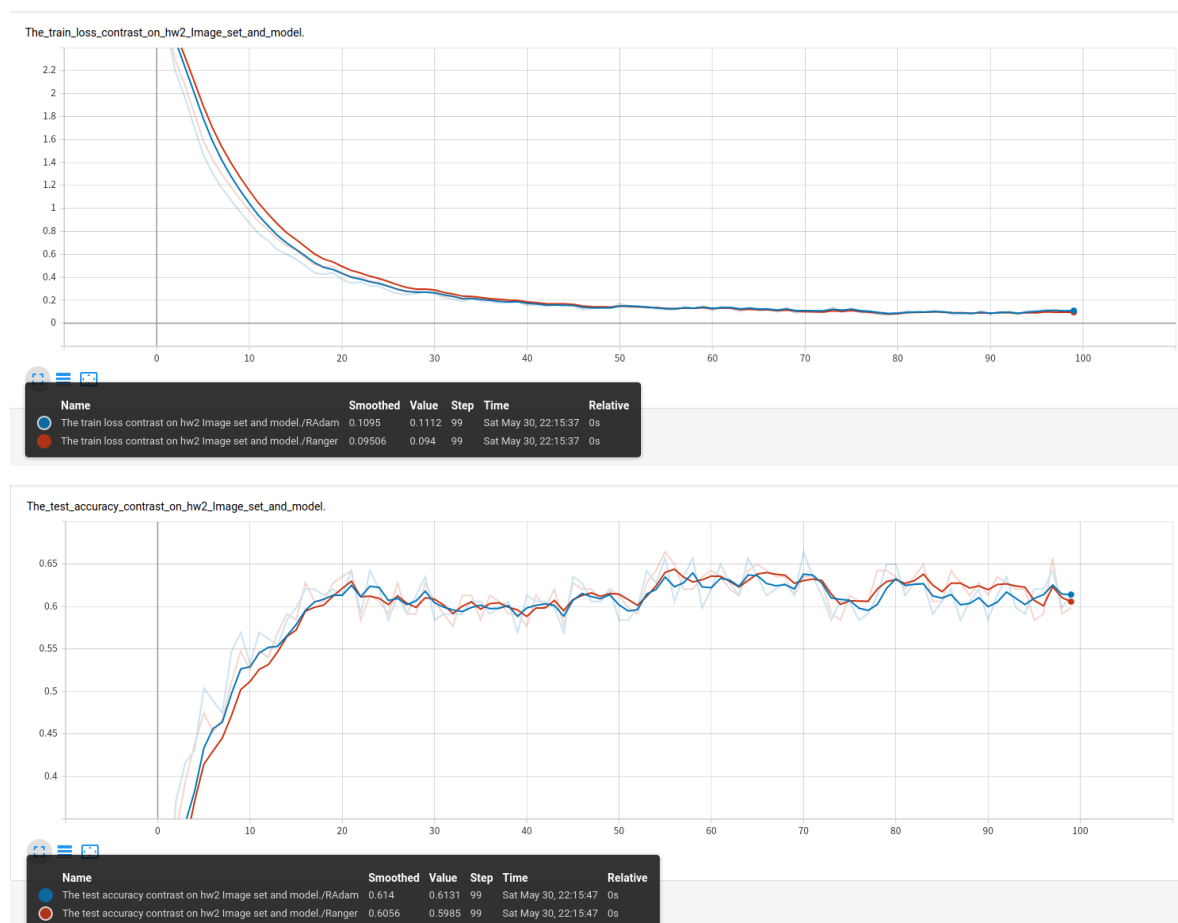 The_train_loss_contrast_on_hw2_Image_set_and_model.
2.2
2
1.8
1.6
1.4
1.2
1
0.8
0.6
0.4
0.2
0
0 10 20 30 40 50 60 70 80 90 100
Name Smoothed Value Step Time Relative
The train loss contrast on hw2 Image set and model./RAdam 0.1095 0.1112 99 Sat May 30, 22:15:37 0s
The train loss contrast on hw2 Image set and model./Ranger 0.09506 0.094 99 Sat May 30, 22:15:37 0s
The_test_accuracy_contrast_on_hw2_Image_set_and_model.
0.65
0.6
0.55
0.5
0.45
0.4
0 10 20 30 40 50 60 70 80 90 100
Name Smoothed Value Step Time Relative
The test accuracy contrast on hw2 Image set and model./RAdam 0.614 0.6131 99 Sat May 30, 22:15:47 0s
The test accuracy contrast on hw2 Image set and model./Ranger 0.6056 0.5985 99 Sat May 30, 22:15:47 0s